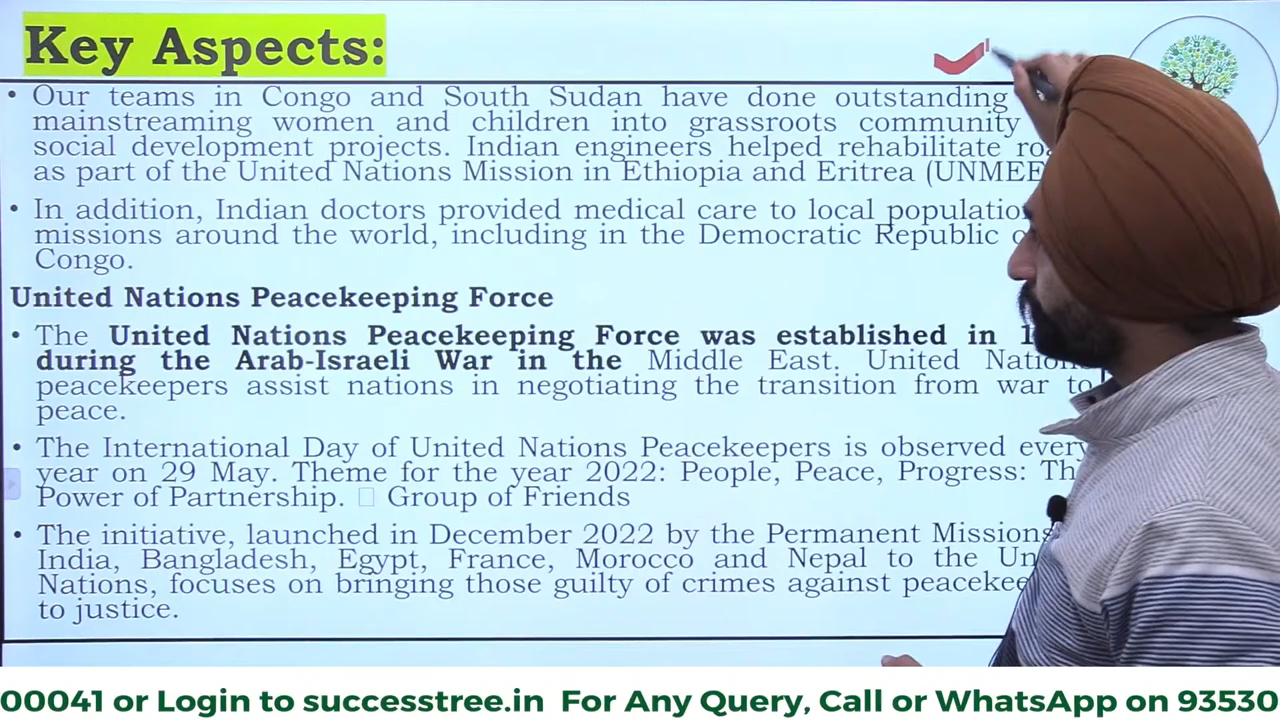 Key Aspects:
• Our teams in Congo and South Sudan have done outstanding
mainstreaming women and children into grassroots community
social development projects. Indian engineers helped rehabilitate
as part of the United Nations Mission in Ethiopia and Eritrea (UNMEE
• In addition, Indian doctors provided medical care to local
missions around the world, including in the Democratic Republic
Congo.
United Nations Peacekeeping Force
• The United Nations Peacekeeping Force was established in
during the Arab-Israeli War in the Middle East. United
peacekeepers assist nations in negotiating the transition from war to
peace.
• The International Day of United Nations Peacekeepers is observed every
year on 29 May. Theme for the year 2022: People, Peace, Progress:
Power of Partnership. □ Group of Friends
• The initiative, launched in December 2022 by the Permanent Missions
India, Bangladesh, Egypt, France, Morocco and Nepal to the
Nations, focuses on bringing those guilty of crimes against
to justice.
00041 or Login to successtree.in For Any Query, Call or WhatsApp on 93530